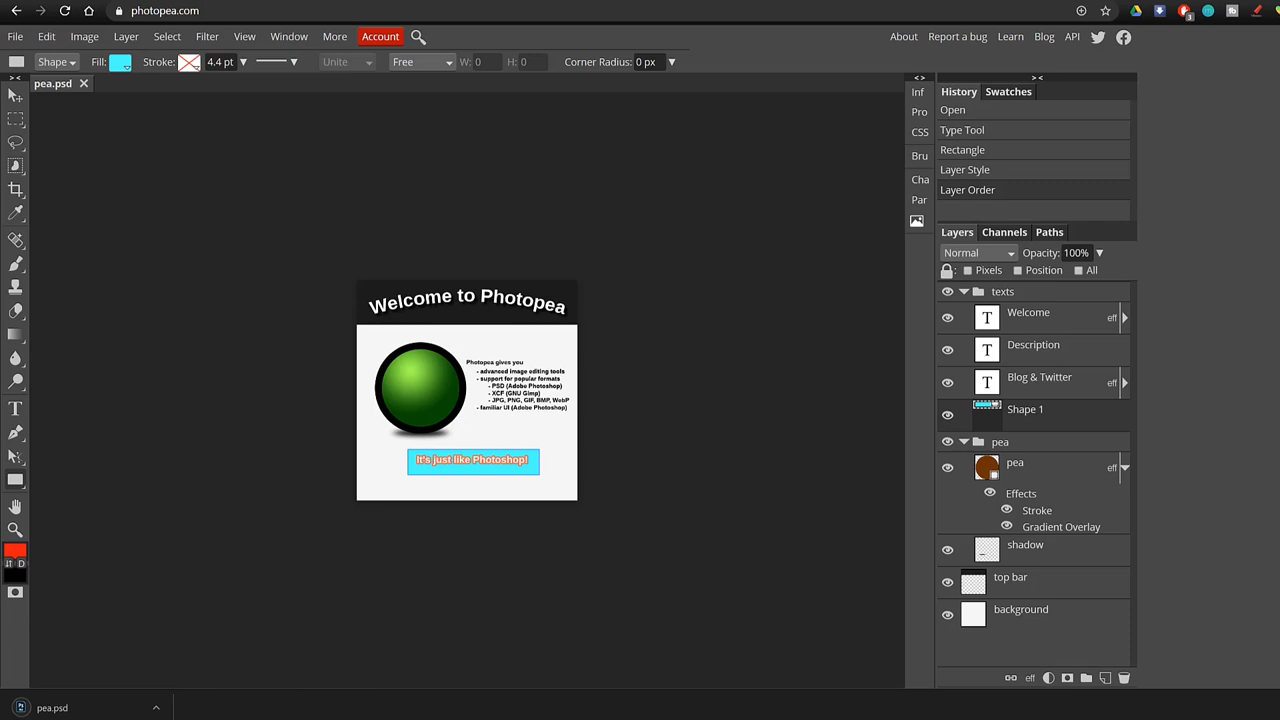 photopea.com
3
File Edit Image Layer Select Filter View Window More Account
About Report a bug Learn Blog API
Shape Fill: Stroke: 4.4 pt Unite Free W: 0 H: 0 Corner Radius: 0 px
> < < > > <
pea.psd
Inf
Pro
CSS
Bru
Cha
Par
History Swatches
Open
Type Tool
Rectangle
Layer Style
Layer Order
Layers Channels Paths
Normal Opacity: 100%
: Pixels Position All
texts
T Welcome eff
T Description
T Blog & Twitter eff
Shape 1
pea
pea eff
Effects
Stroke
Gradient Overlay
shadow
top bar
background
eff
Welcome to Photopea
Photopea gives you
- advanced image editing tools
- support for popular formats
- PSD (Adobe Photoshop)
- XCF (GNU Gimp)
- JPG, PNG, GIF, BMP, WebP
- familiar UI (Adobe Photoshop)
It's just like Photoshop!
T
D
pea.psd